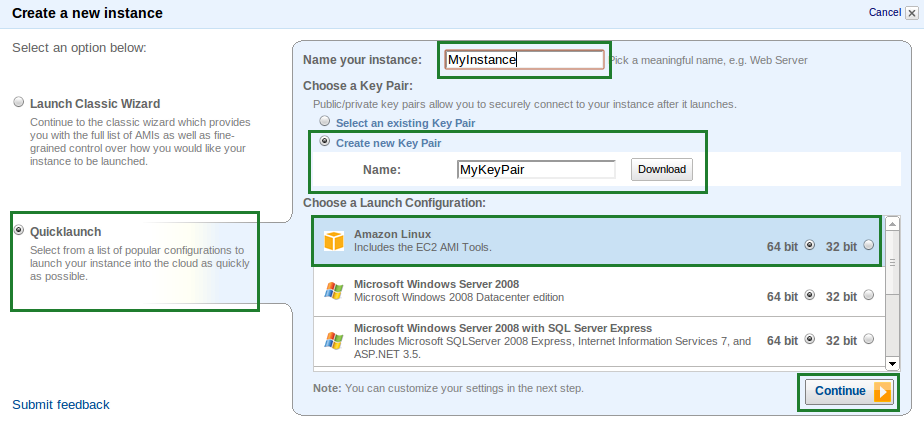 Create a new instance
Cancel
Select an option below:
Launch Classic Wizard
Continue to the classic wizard which provides
you with the full list of AMIs as well as fine-
grained control over how you would like your
instance to be launched.
Quicklaunch
Select from a list of popular configurations to
launch your instance into the cloud as quickly
as possible.
Submit feedback
Name your instance: MyInstance Pick a meaningful name, e.g. Web Server
Choose a Key Pair:
Public/private key pairs allow you to securely connect to your instance after it launches.
Select an existing Key Pair
Create new Key Pair
Name: MyKeyPair Download
Choose a Launch Configuration:
Amazon Linux
Includes the EC2 AMI Tools.
64 bit 32 bit
Microsoft Windows Server 2008
Microsoft Windows 2008 Datacenter edition
64 bit 32 bit
Microsoft Windows Server 2008 with SQL Server Express
Includes Microsoft SQLServer 2008 Express, Internet Information Services 7, and
ASP.NET 3.5.
64 bit 32 bit
Note: You can customize your settings in the next step.
Continue